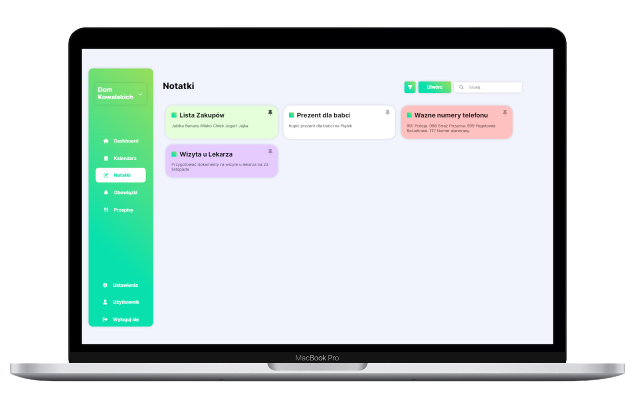 Dom
Kowalskich
Dashboard
Kalendarz
Notatki
Obowiązki
Przepisy
Ustawienia
Użytkownik
Wyloguj się
Notatki
Utwórz
Szukaj
Lista Zakupów
Jabłka Banany Mleko Chleb Jogurt Jajka
Prezent dla babci
Kupić prezent dla babci na Piątek
Wazne numery telefonu
997 Policja 998 Straż Pożarna 999 Pogotowie
Ratunkowe 112 Numer alarmowy
Wizyta u Lekarza
Przygotować dokumenty na wizytę u lekarza na 23
listopada
MacBook Pro